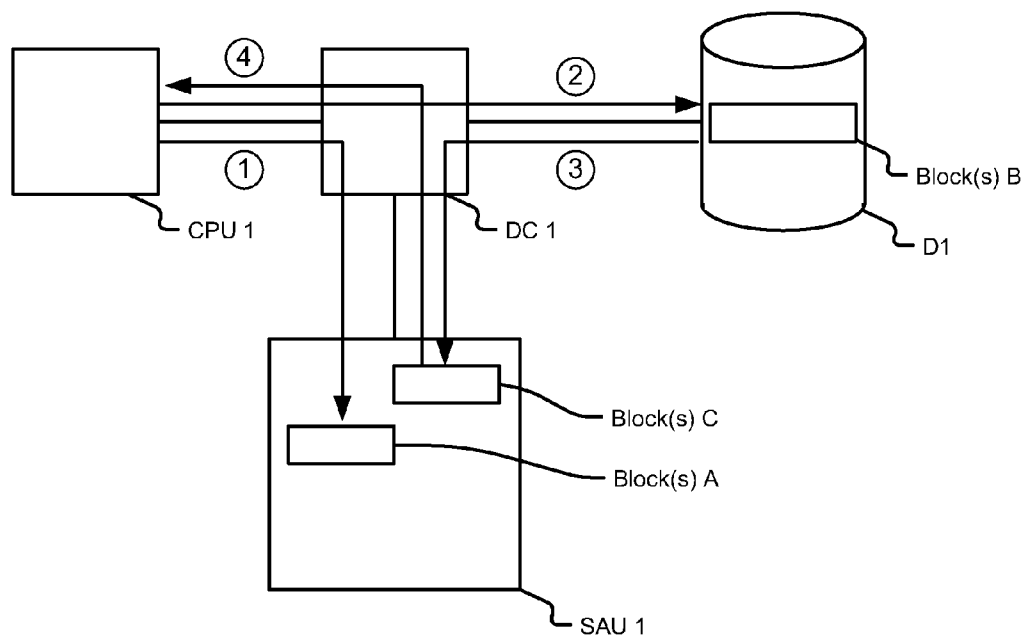 ④
②
①
③
Block(s) B
CPU 1
DC 1
D1
Block(s) C
Block(s) A
SAU 1